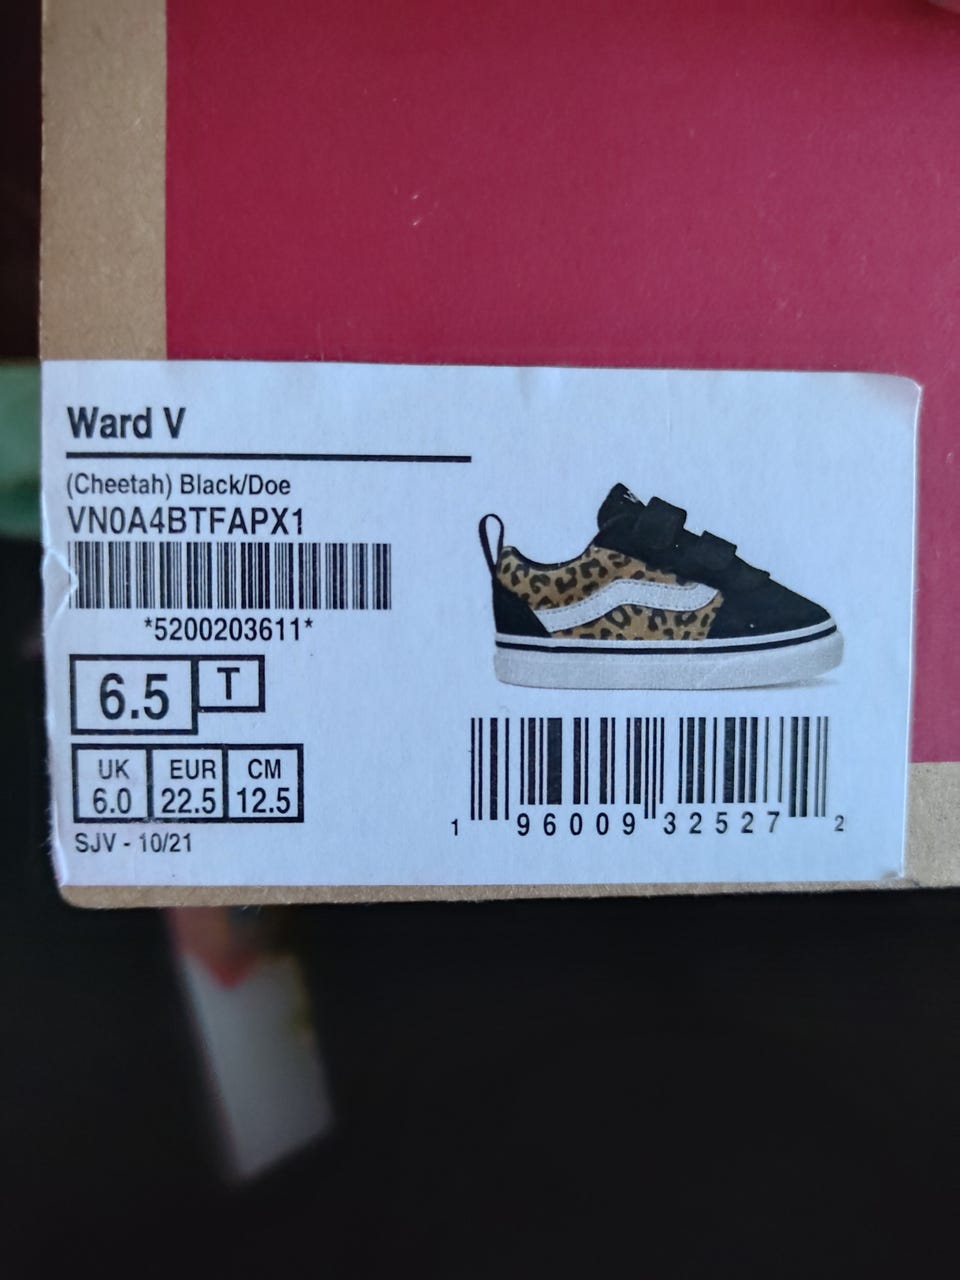 Ward V
(Cheetah) Black/Doe
VN0A4BTFAPX1
*5200203611*
6.5 T
UK EUR CM
6.0 22.5 12.5
SJV - 10/21
1 96009 32527 2